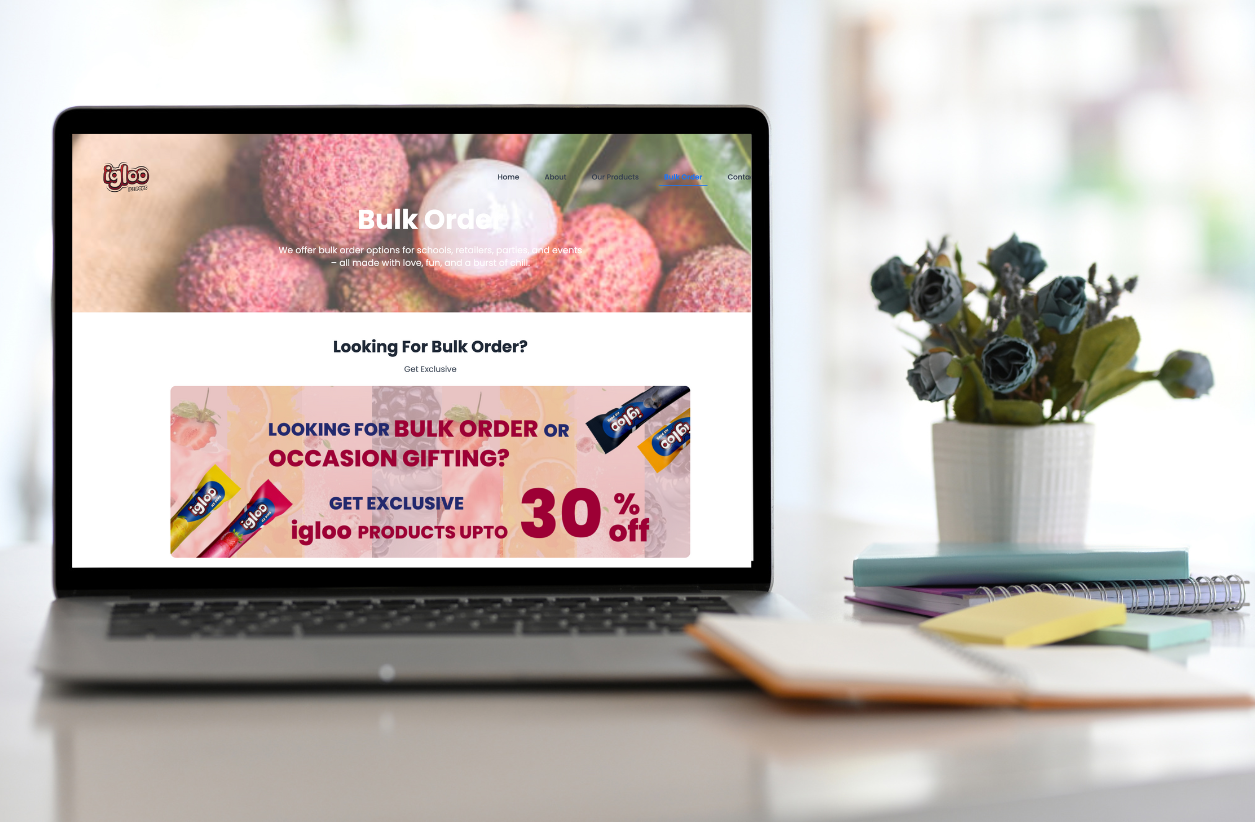 igloo
Home About Our Products Bulk Order Contac
Bulk Order
We offer bulk order options for schools, retailers, parties, and events
– all made with love, fun, and a burst of chill.
Looking For Bulk Order?
Get Exclusive
LOOKING FOR BULK ORDER OR
OCCASION GIFTING?
igloo
igloo
GET EXCLUSIVE
igloo PRODUCTS UPTO 30 % off
igloo
igloo